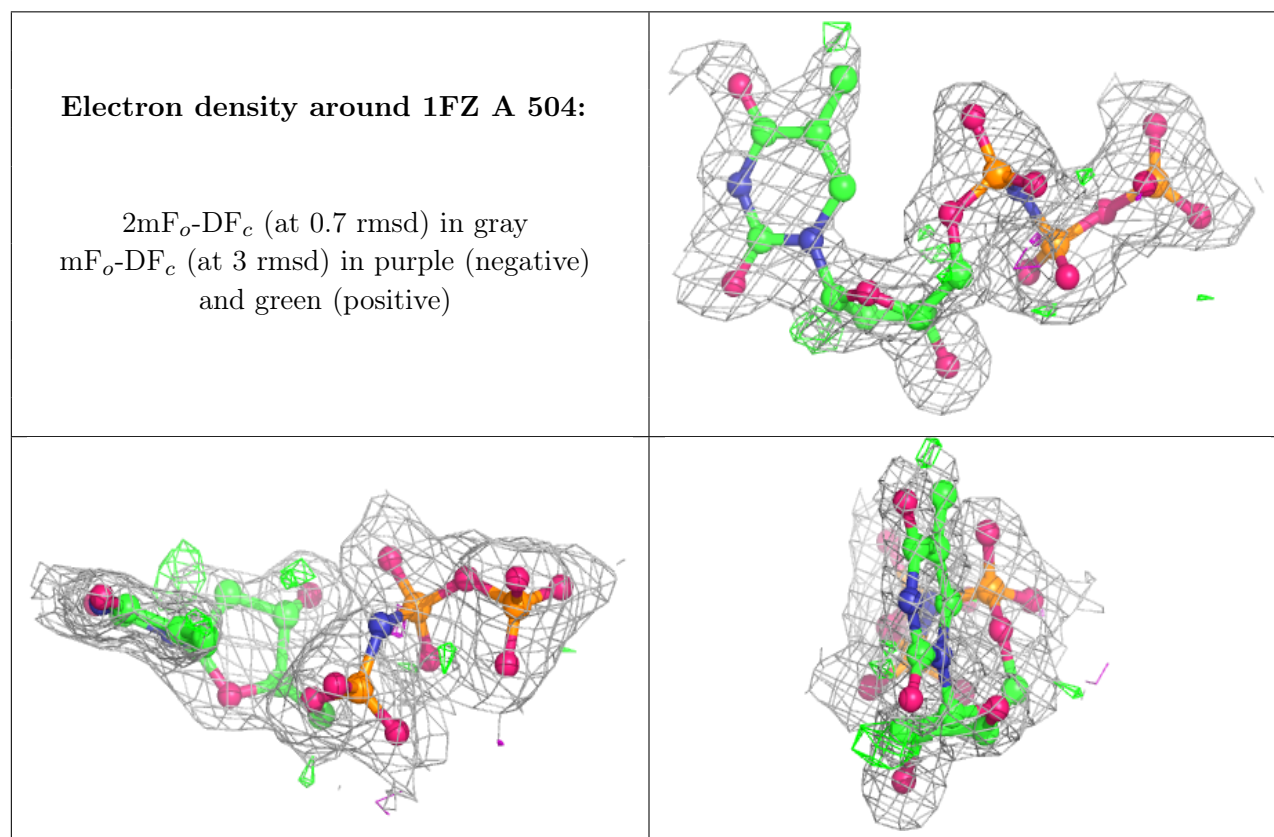 Electron density around 1FZ A 504:
2mFo-DFc (at 0.7 rmsd) in gray
mFo-DFc (at 3 rmsd) in purple (negative)
and green (positive)